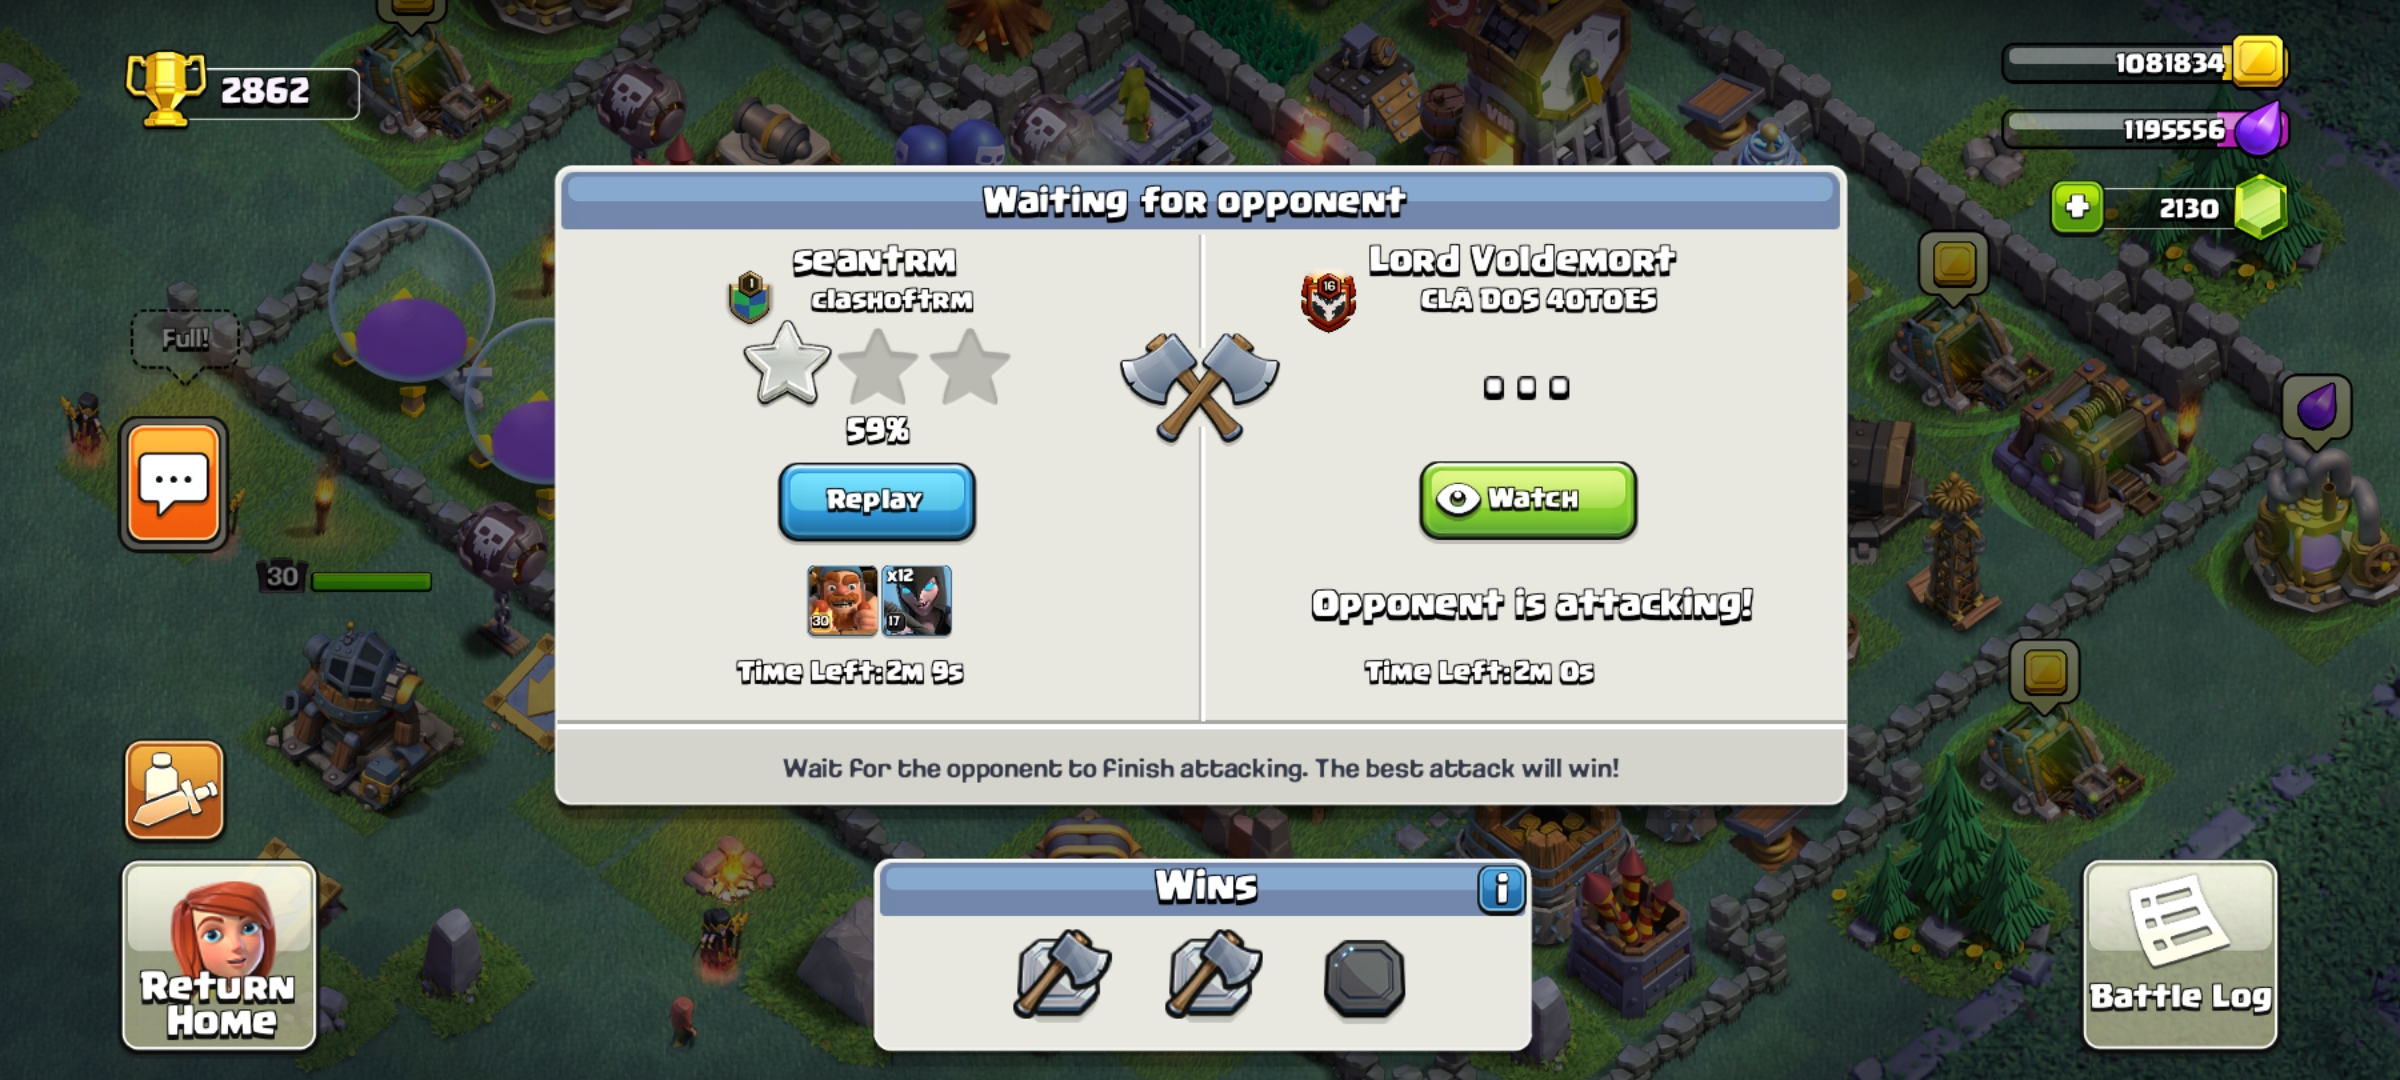 2862
1081834
1195556
2130
Waiting for opponent
seantrm
clashoftrm
1
59%
Replay
30
x12
17
Time Left:2m 9s
Lord Voldemort
CLÃ DOS 40TOES
16
Watch
Opponent is attacking!
Time Left:2m 0s
Wait for the opponent to finish attacking. The best attack will win!
Full!
30
Wins
i
Return
Home
Battle Log